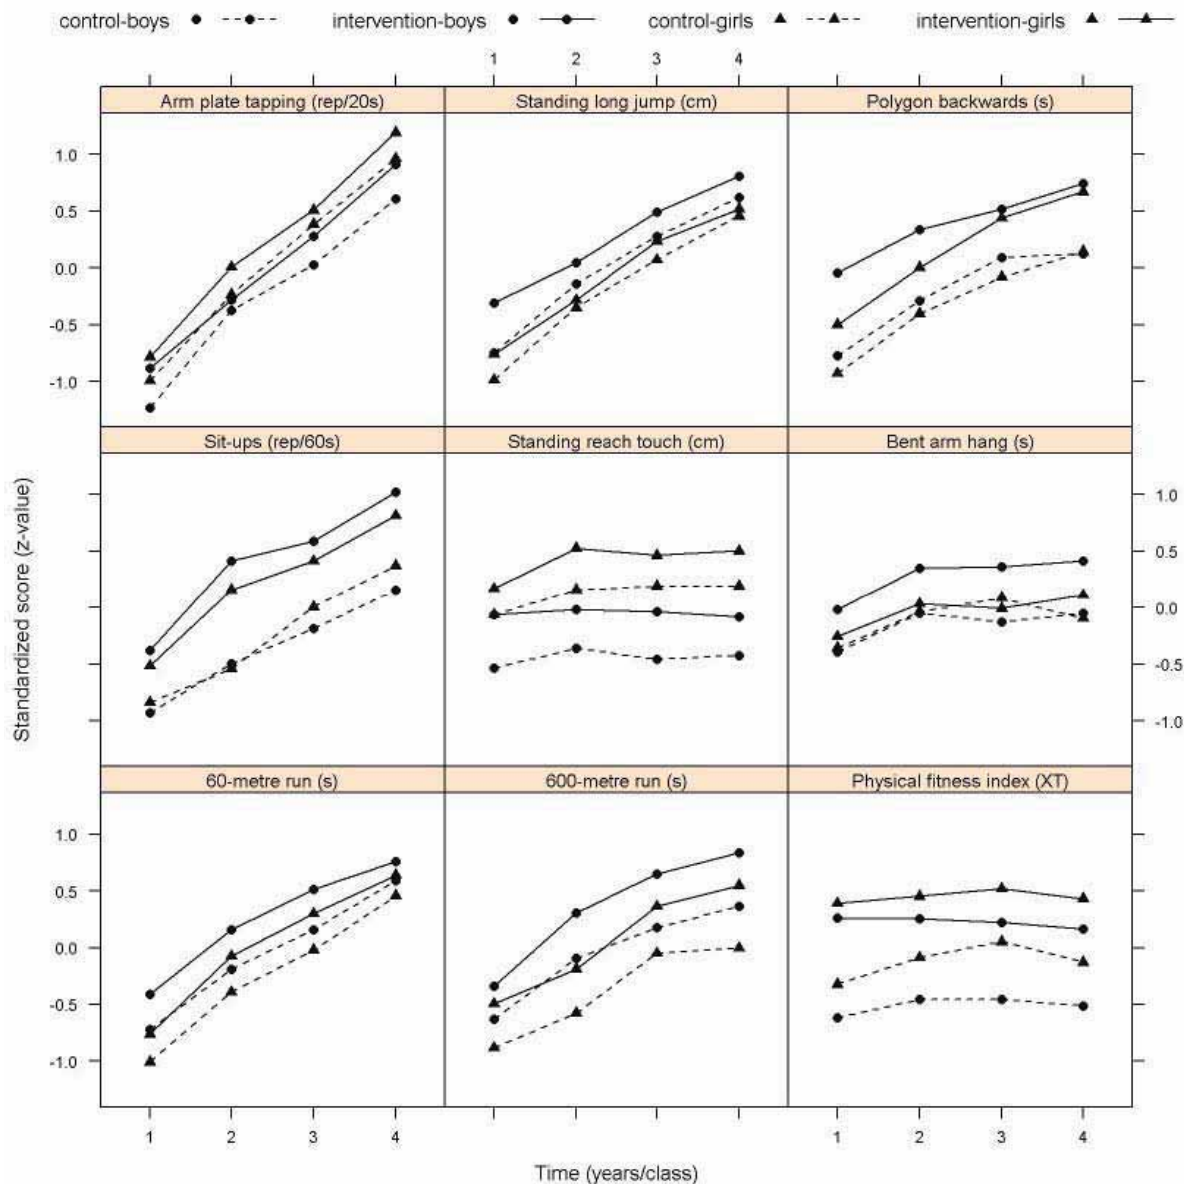 control-boys intervention-boys control-girls intervention-girls
1 2 3 4
Arm plate tapping (rep/20s) Standing long jump (cm) Polygon backwards (s)
1.0
0.5
0.0
-0.5
-1.0
Sit-ups (rep/60s) Standing reach touch (cm) Bent arm hang (s)
1.0
0.5
0.0
-0.5
-1.0
Standardized score (z-value)
60-metre run (s) 600-metre run (s) Physical fitness index (XT)
1.0
0.5
0.0
-0.5
-1.0
1 2 3 4 1 2 3 4
Time (years/class)